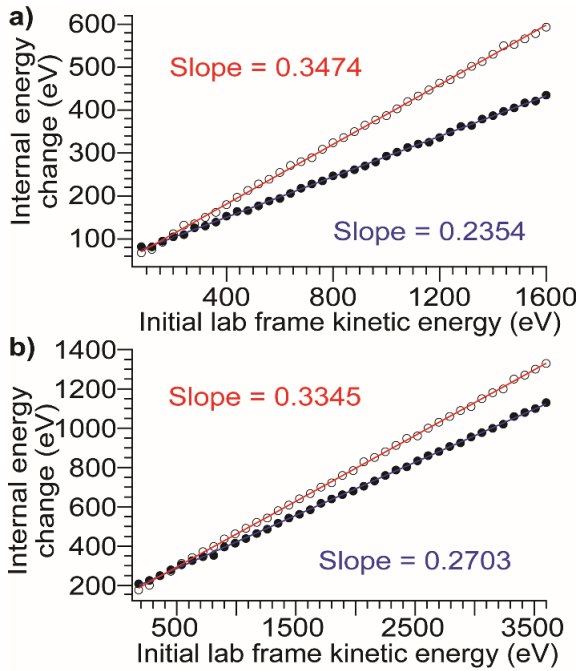 a)
600
500
400
300
200
100
Internal energy
change (eV)
Slope = 0.3474
Slope = 0.2354
400
800
1200
1600
Initial lab frame kinetic energy (eV)
b)
1400
1200
1000
800
600
400
200
Internal energy
change (eV)
Slope = 0.3345
Slope = 0.2703
500
1500
2500
3500
Initial lab frame kinetic energy (eV)